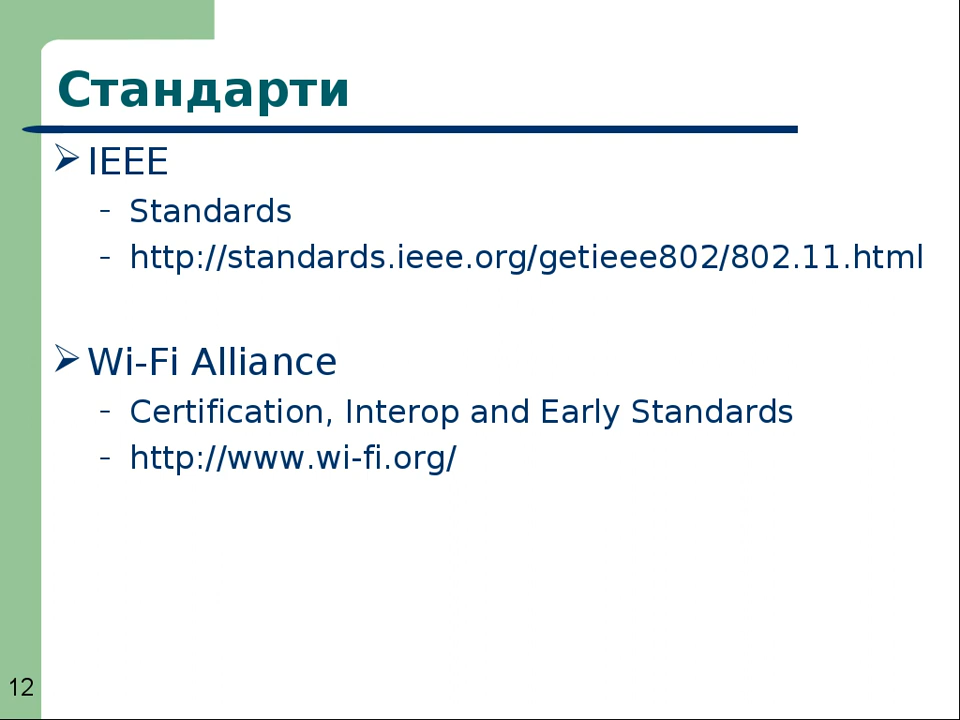 Стандарти
IEEE
– Standards
– http://standards.ieee.org/getieee802/802.11.html
Wi-Fi Alliance
– Certification, Interop and Early Standards
– http://www.wi-fi.org/
12